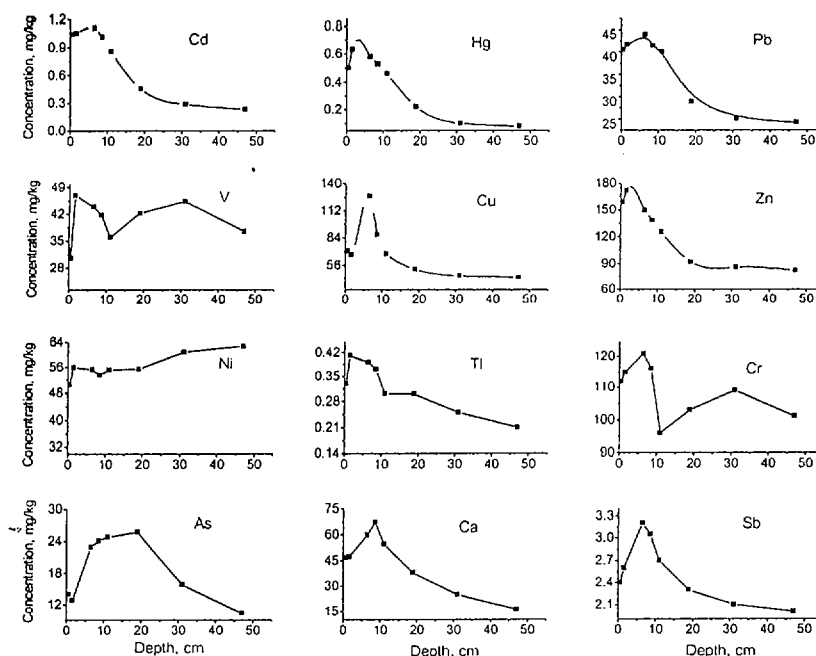 Concentration, mg/kg
1.2
0.9
0.6
0.3
0.0
Cd
0 10 20 30 40 50
0.8
0.6
0.4
0.2
Hg
0 10 20 30 40 50
45
40
35
30
25
Pb
0 10 20 30 40 50
Concentration, mg/kg
49
42
35
28
V
0 10 20 30 40 50
140
112
84
56
Cu
0 10 20 30 40 50
180
150
120
90
60
Zn
0 10 20 30 40 50
Concentration, mg/kg
64
56
48
40
32
Ni
0 10 20 30 40 50
0.42
0.35
0.28
0.21
0.14
Tl
0 10 20 30 40 50
120
110
100
90
Cr
0 10 20 30 40 50
Concentration, mg/kg
30
24
18
12
As
0 10 20 30 40 50
Depth, cm
75
60
45
30
15
Ca
0 10 20 30 40 50
Depth, cm
3.3
3.0
2.7
2.4
2.1
Sb
0 10 20 30 40 50
Depth, cm